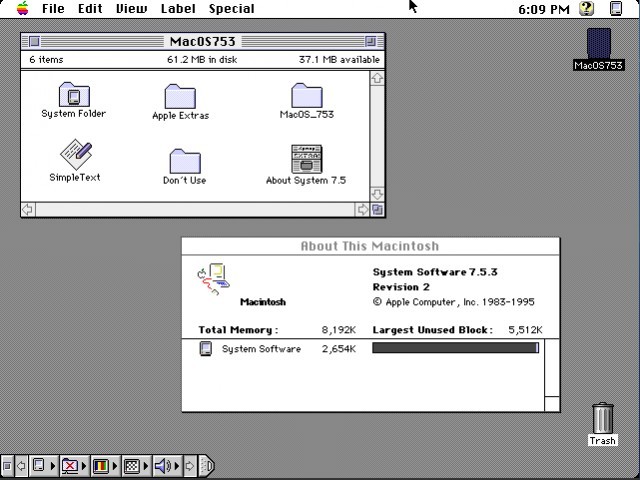 File Edit View Label Special 6:09 PM
MacOS753
6 items 61.2 MB in disk 37.1 MB available
System Folder Apple Extras MacOS_753
SimpleText Don't Use About System 7.5
MacOS753
About This Macintosh
System Software 7.5.3
Revision 2
Macintosh © Apple Computer, Inc. 1983-1995
Total Memory: 8,192K Largest Unused Block: 5,512K
System Software 2,654K
Trash